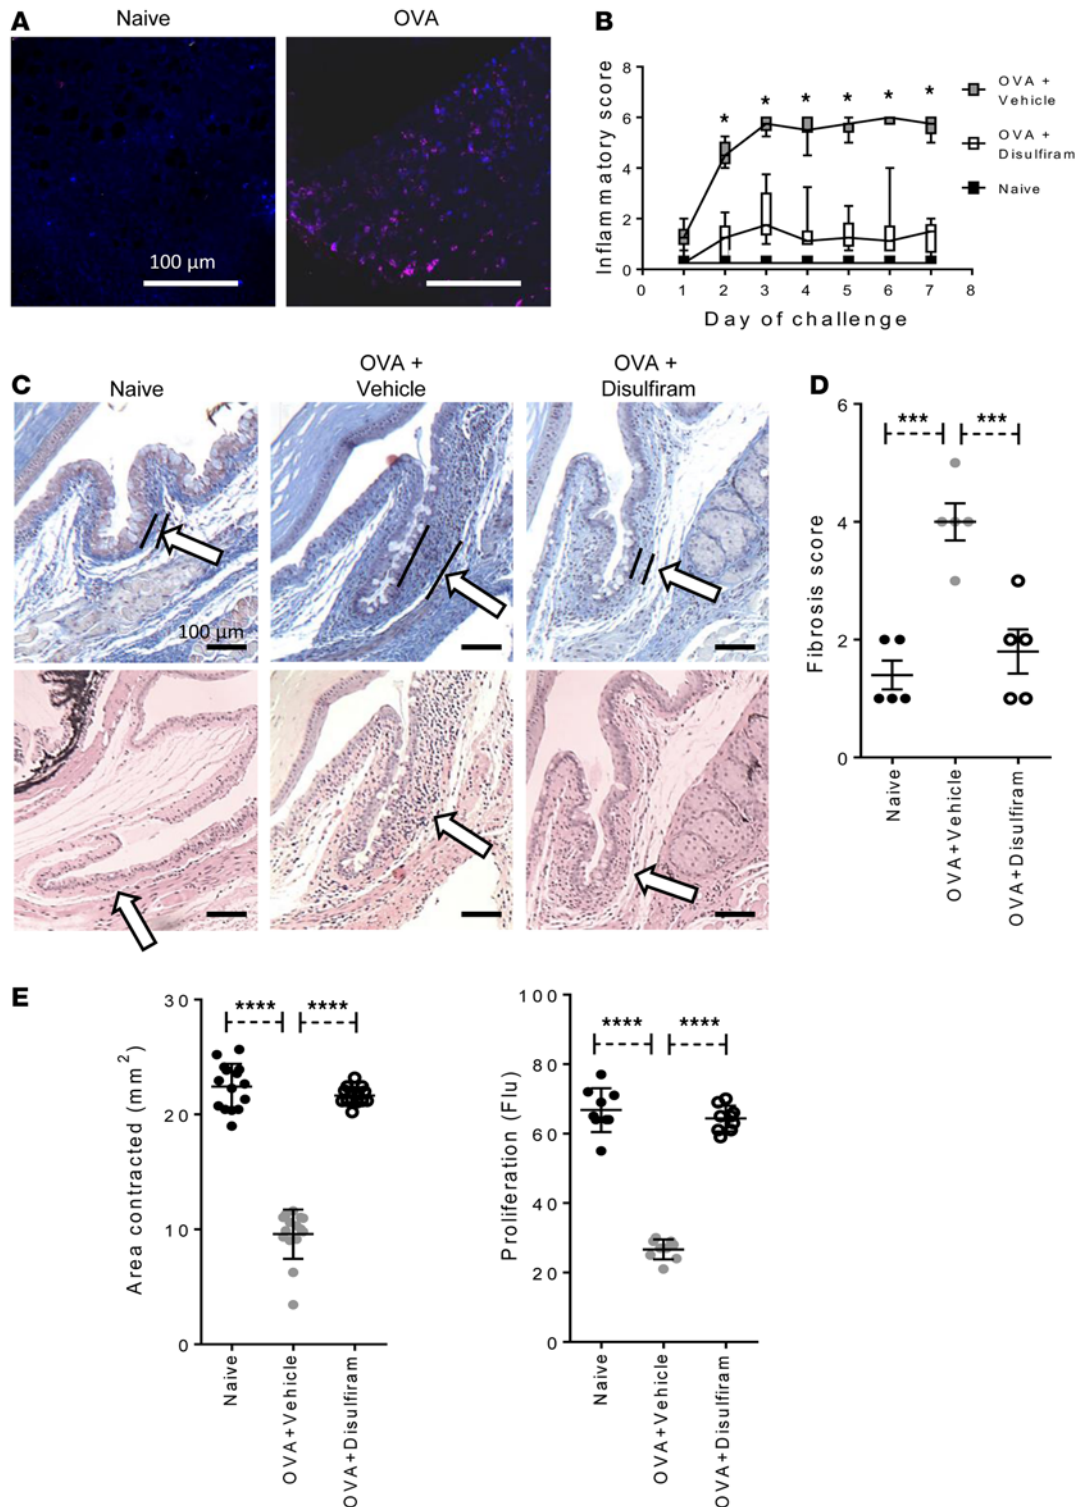 A
Naive
OVA
100 µm
B
Inflammatory score
8
6
4
2
0
* * * * * *
0 1 2 3 4 5 6 7 8
Day of challenge
OVA +
Vehicle
OVA +
Disulfiram
Naive
C
Naive
OVA +
Vehicle
OVA +
Disulfiram
100 µm
D
Fibrosis score
6
4
2
0
*** ***
Naive
OVA+Vehicle
OVA+Disulfiram
E
Area contracted (mm²)
30
20
10
0
**** ****
Naive
OVA+Vehicle
OVA+Disulfiram
Proliferation (Flu)
100
80
60
40
20
0
**** ****
Naive
OVA+Vehicle
OVA+Disulfiram